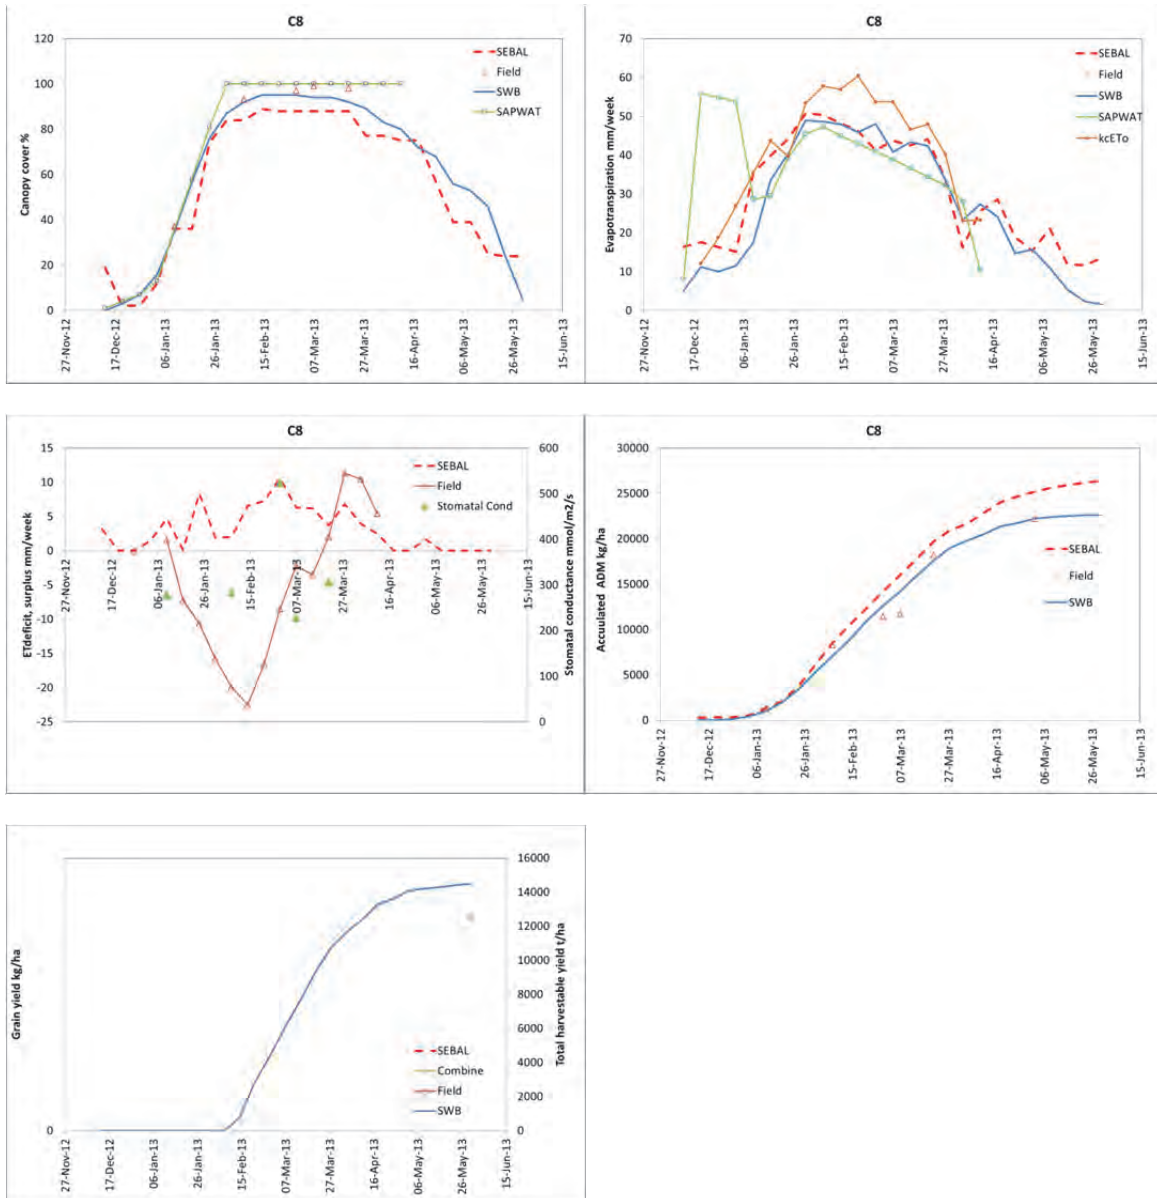 C8
120
100
80
60
40
20
0
Canopy cover %
SEBAL
Field
SWB
SAPWAT
27-Nov-12
17-Dec-12
06-Jan-13
26-Jan-13
15-Feb-13
07-Mar-13
27-Mar-13
16-Apr-13
06-May-13
26-May-13
15-Jun-13
C8
70
60
50
40
30
20
10
0
Evapotranspiration mm/week
SEBAL
Field
SWB
SAPWAT
kcETo
27-Nov-12
17-Dec-12
06-Jan-13
26-Jan-13
15-Feb-13
07-Mar-13
27-Mar-13
16-Apr-13
06-May-13
26-May-13
15-Jun-13
C8
15
10
5
0
-5
-10
-15
-20
-25
ETdeficit, surplus mm/week
SEBAL
Field
Stomatal Cond
27-Nov-12
17-Dec-12
06-Jan-13
26-Jan-13
15-Feb-13
07-Mar-13
27-Mar-13
16-Apr-13
06-May-13
26-May-13
15-Jun-13
600
500
400
300
200
100
0
Stomatal conductance mmol/m2/s
C8
30000
25000
20000
15000
10000
5000
0
Accuulated ADM kg/ha
SEBAL
Field
SWB
27-Nov-12
17-Dec-12
06-Jan-13
26-Jan-13
15-Feb-13
07-Mar-13
27-Mar-13
16-Apr-13
06-May-13
26-May-13
15-Jun-13
0
Grain yield kg/ha
SEBAL
Combine
Field
SWB
27-Nov-12
17-Dec-12
06-Jan-13
26-Jan-13
15-Feb-13
07-Mar-13
27-Mar-13
16-Apr-13
06-May-13
26-May-13
15-Jun-13
16000
14000
12000
10000
8000
6000
4000
2000
0
Total harvestable yield t/ha